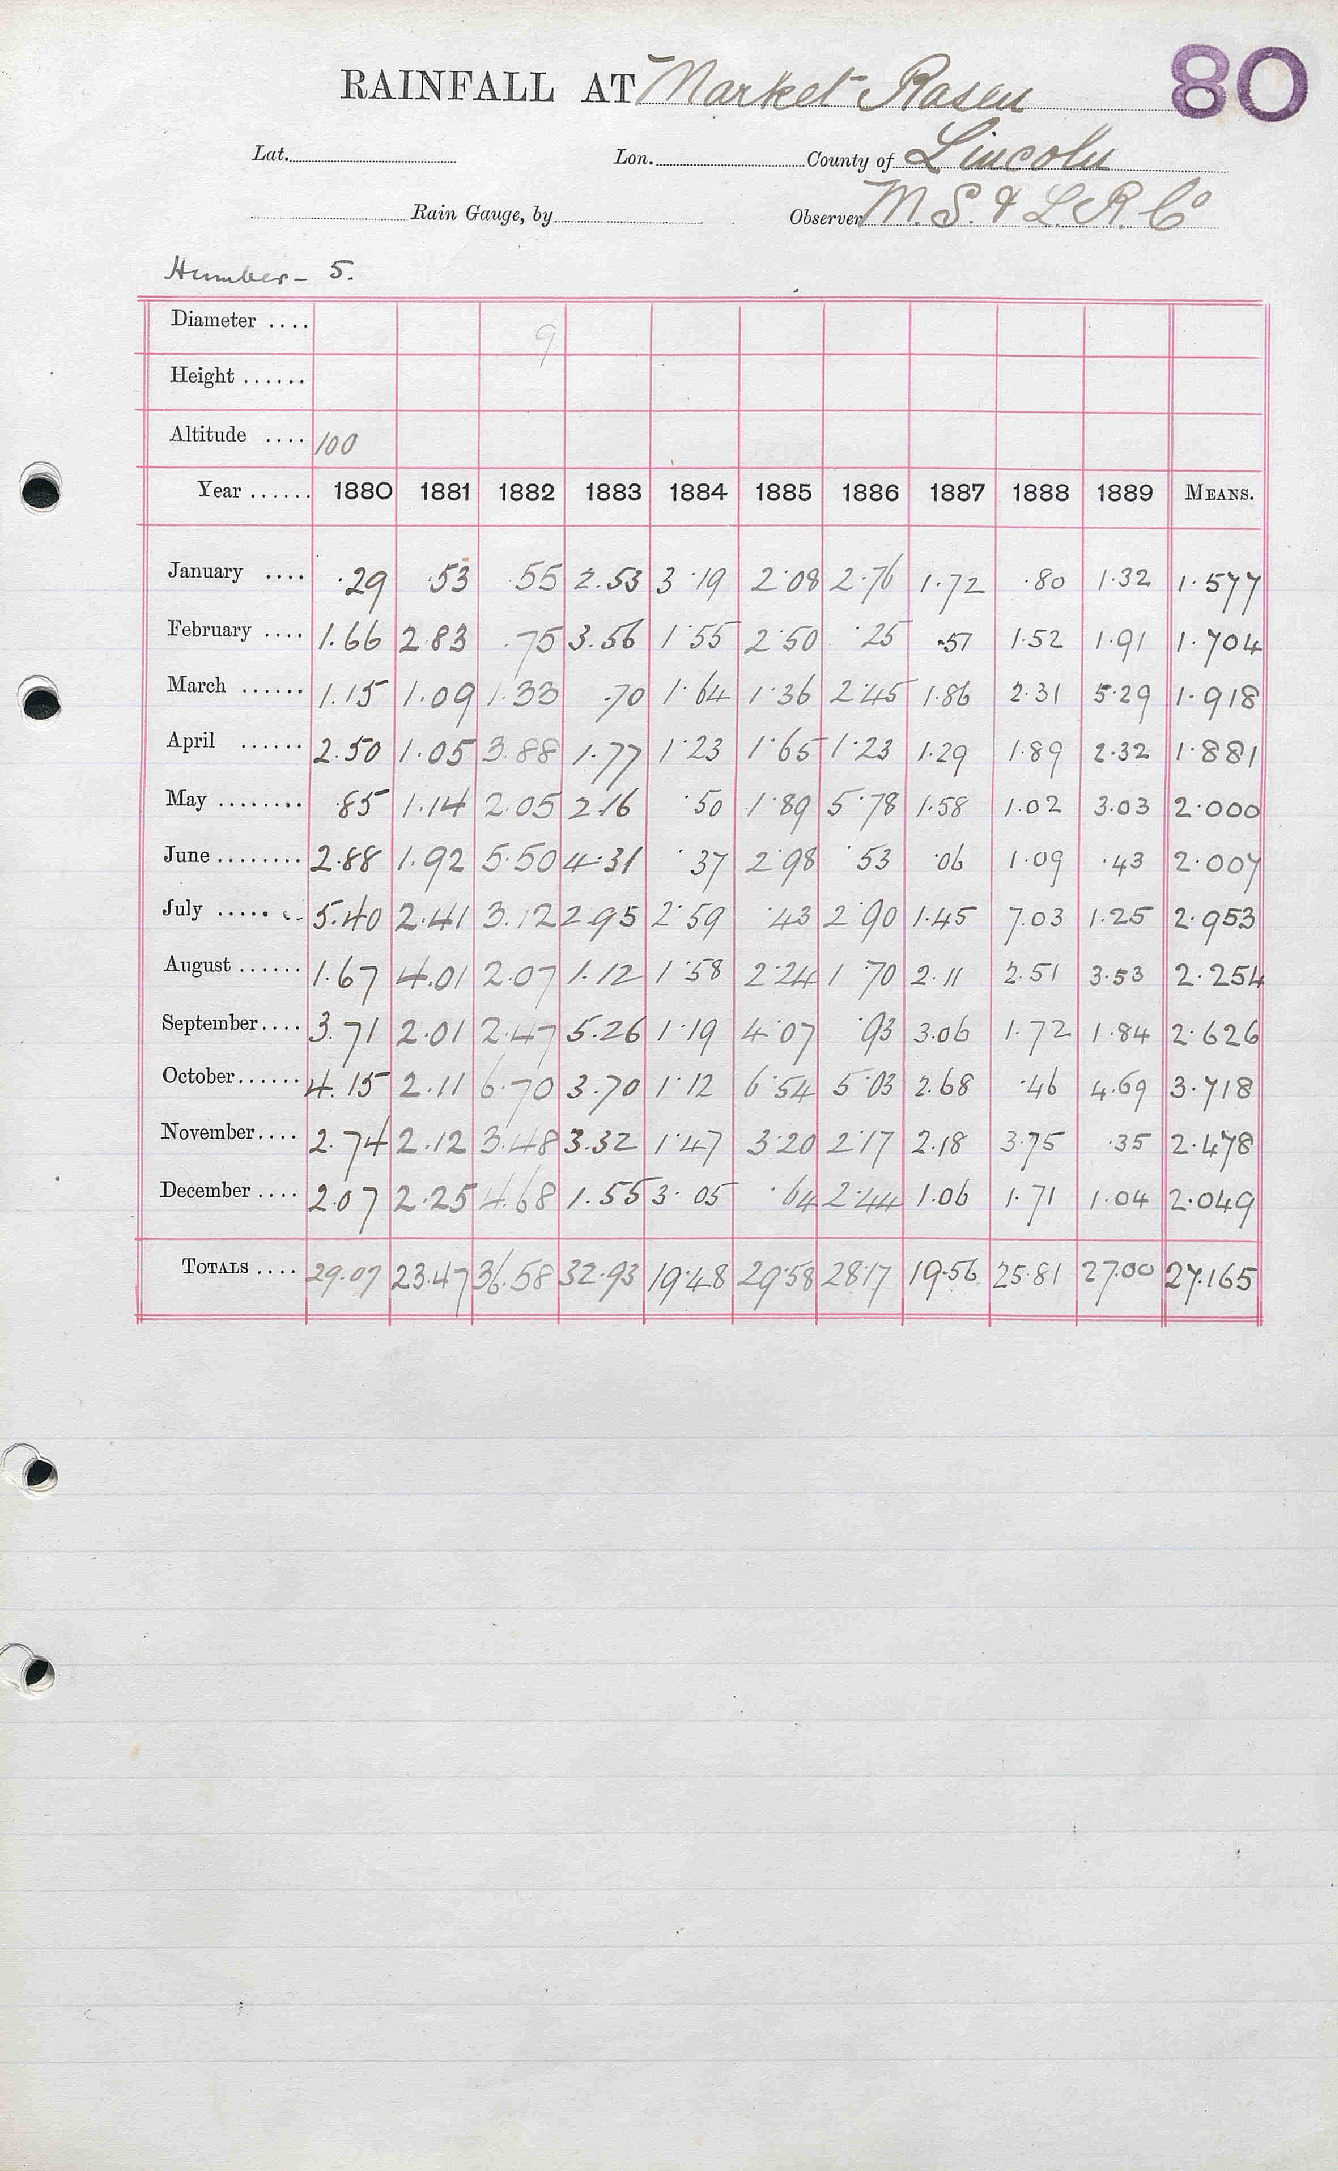 RAINFALL AT Market Rasen 80
Lat. Lon. County of Lincoln
Rain Gauge, by Observer M. S. & L. R. Co
Humber - 5.
Diameter .... 9
Height ......
Altitude .... 100
Year ...... 1880 1881 1882 1883 1884 1885 1886 1887 1888 1889 MEANS.
January .... .29 .53 .55 2.53 3.19 2.08 2.76 1.72 .80 1.32 1.577
February .... 1.66 2.83 .75 3.56 1.55 2.50 .25 .51 1.52 1.91 1.704
March ...... 1.15 1.09 1.33 .70 1.64 1.36 2.45 1.86 2.31 5.29 1.918
April ...... 2.50 1.05 3.88 1.77 1.23 1.65 1.23 1.29 1.89 2.32 1.881
May ........ .85 1.14 2.05 2.16 .50 1.89 5.78 1.58 1.02 3.03 2.000
June ........ 2.88 1.92 5.50 4.31 .37 2.98 .53 .06 1.09 .43 2.007
July ..... 5.40 2.41 3.12 2.95 2.59 .43 2.90 1.45 7.03 1.25 2.953
August ...... 1.67 4.01 2.07 1.12 1.58 2.24 1.70 2.11 2.51 3.53 2.254
September.... 3.71 2.01 2.47 5.26 1.19 4.07 .93 3.06 1.72 1.84 2.626
October...... 4.15 2.11 6.70 3.70 1.12 6.54 5.03 2.68 .46 4.69 3.718
November.... 2.74 2.12 3.48 3.32 1.47 3.20 2.17 2.18 3.75 .35 2.478
December .... 2.07 2.25 4.68 1.55 3.05 .64 2.44 1.06 1.71 1.04 2.049
TOTALS .... 29.07 23.47 36.58 32.93 19.48 29.58 28.17 19.56 25.81 27.00 27.165